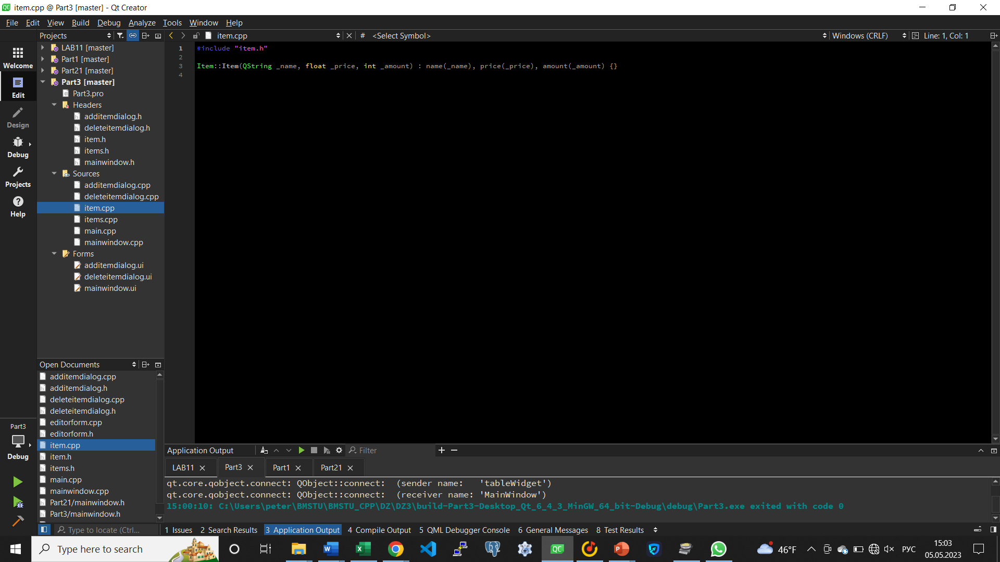 item.cpp @ Part3 [master] - Qt Creator
File Edit View Build Debug Analyze Tools Window Help
Projects
item.cpp
# <Select Symbol>
Windows (CRLF)
Line: 1, Col: 1
Welcome
Edit
Design
Debug
Projects
Help
LAB11 [master]
Part1 [master]
Part21 [master]
Part3 [master]
Part3.pro
Headers
additemdialog.h
deleteitemdialog.h
item.h
items.h
mainwindow.h
Sources
additemdialog.cpp
deleteitemdialog.cpp
item.cpp
items.cpp
main.cpp
mainwindow.cpp
Forms
additemdialog.ui
deleteitemdialog.ui
mainwindow.ui
1 #include "item.h"
2
3 Item::Item(QString _name, float _price, int _amount) : name(_name), price(_price), amount(_amount) {}
4
Open Documents
additemdialog.cpp
additemdialog.h
deleteitemdialog.cpp
deleteitemdialog.h
editorform.cpp
editorform.h
item.cpp
item.h
items.h
main.cpp
mainwindow.cpp
Part21/mainwindow.h
Part3/mainwindow.h
Part3
Debug
Application Output
Filter
LAB11
Part3
Part1
Part21
qt.core.qobject.connect: QObject::connect:  (sender name:   'tableWidget')
qt.core.qobject.connect: QObject::connect:  (receiver name: 'MainWindow')
15:00:10: C:\Users\peter\BMSTU\BMSTU_CPP\DZ\DZ3\build-Part3-Desktop_Qt_6_4_3_MinGW_64_bit-Debug\debug\Part3.exe exited with code 0
Type to locate (Ctrl...
1 Issues 2 Search Results 3 Application Output 4 Compile Output 5 QML Debugger Console 6 General Messages 8 Test Results
Type here to search
46°F
РУС
15:03
05.05.2023